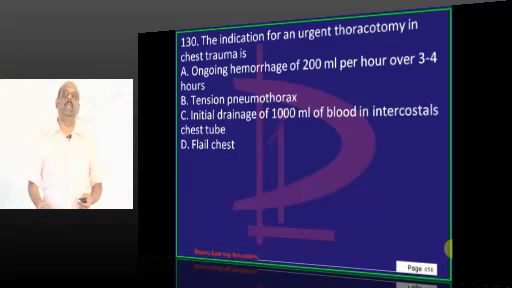 130. The indication for an urgent thoracotomy in
chest trauma is
A. Ongoing hemorrhage of 200 ml per hour over 3-4
hours
B. Tension pneumothorax
C. Initial drainage of 1000 ml of blood in intercostals
chest tube
D. Flail chest
Learning
Page